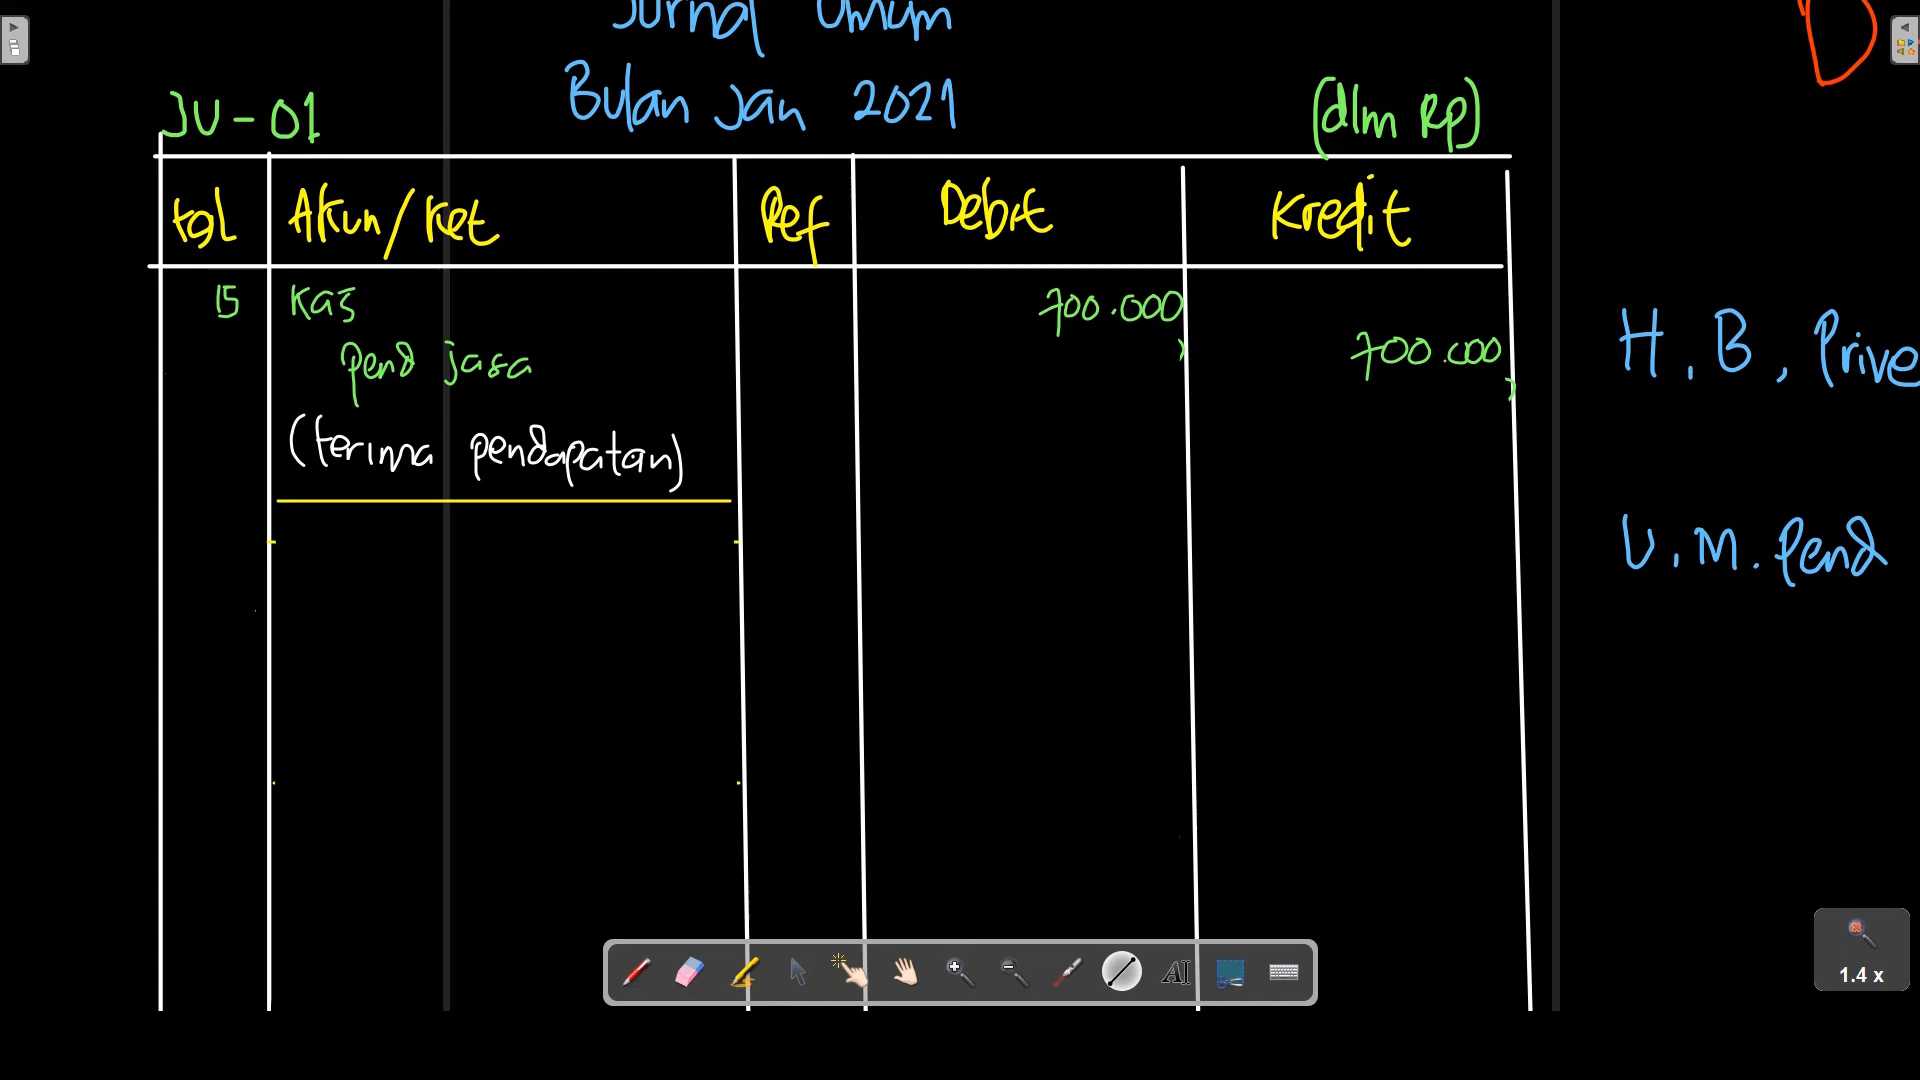 Jurnal Umum
Bulan Jan 2021
JU-01
(dlm Rp)
tgl Akun/Ket Ref Debit Kredit
15 Kas 700.000
Pend jasa 700.000
(terima pendapatan)
H, B, Prive
U, M. Pend
AI
1.4 x